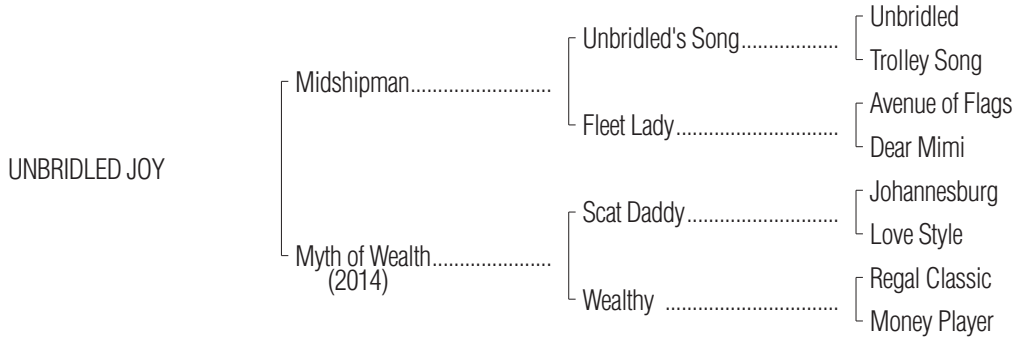 UNBRIDLED JOY
Midshipman..........................
Myth of Wealth......................
(2014)
Unbridled's Song..................
Fleet Lady..............................
Scat Daddy............................
Wealthy ................................
Unbridled
Trolley Song
Avenue of Flags
Dear Mimi
Johannesburg
Love Style
Regal Classic
Money Player